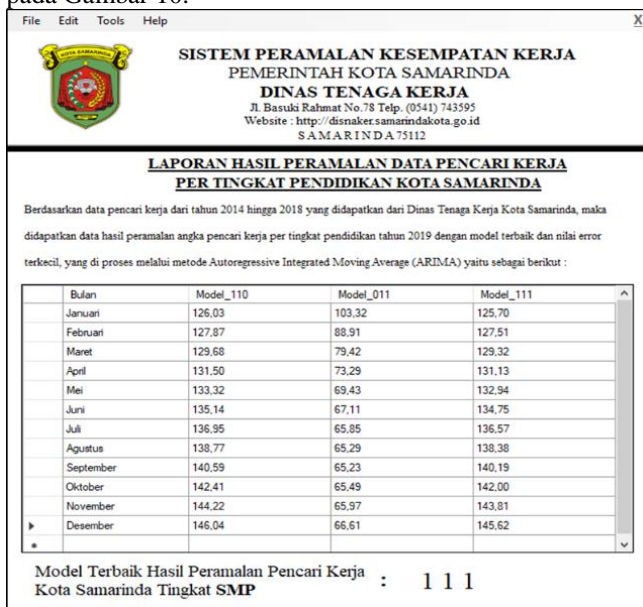 pada Gambar 10.
File Edit Tools Help X
KOTA SAMARINDA
SISTEM PERAMALAN KESEMPATAN KERJA
PEMERINTAH KOTA SAMARINDA
DINAS TENAGA KERJA
Jl. Basuki Rahmat No.78 Telp. (0541) 743595
Website : http://disnaker.samarindakota.go.id
SAMARINDA 75112
LAPORAN HASIL PERAMALAN DATA PENCARI KERJA
PER TINGKAT PENDIDIKAN KOTA SAMARINDA
Berdasarkan data pencari kerja dari tahun 2014 hingga 2018 yang didapatkan dari Dinas Tenaga Kerja Kota Samarinda, maka
didapatkan data hasil peramalan angka pencari kerja per tingkat pendidikan tahun 2019 dengan model terbaik dan nilai error
terkecil, yang di proses melalui metode Autoregressive Integrated Moving Average (ARIMA) yaitu sebagai berikut :
Bulan Model_110 Model_011 Model_111
Januari 126,03 103,32 125,70
Februari 127,87 88,91 127,51
Maret 129,68 79,42 129,32
April 131,50 73,29 131,13
Mei 133,32 69,43 132,94
Juni 135,14 67,11 134,75
Juli 136,95 65,85 136,57
Agustus 138,77 65,29 138,38
September 140,59 65,23 140,19
Oktober 142,41 65,49 142,00
November 144,22 65,97 143,81
Desember 146,04 66,61 145,62
Model Terbaik Hasil Peramalan Pencari Kerja
Kota Samarinda Tingkat SMP : 1 1 1